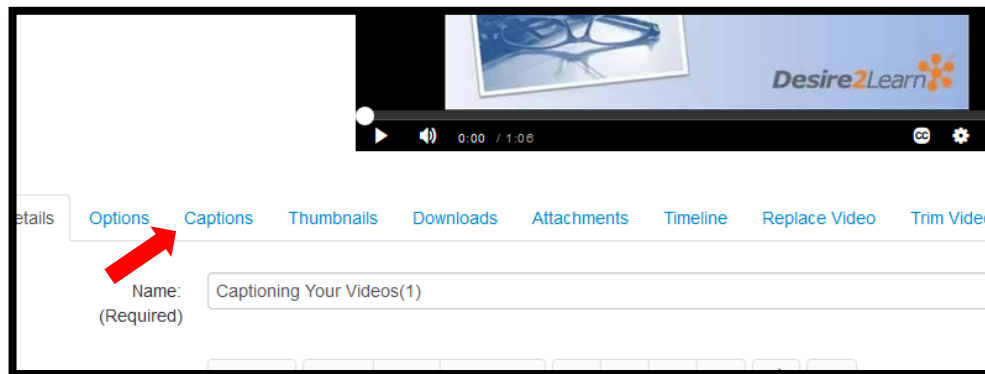 Desire2Learn
0:00 / 1:06 CC
etails Options Captions Thumbnails Downloads Attachments Timeline Replace Video Trim Vide
Name: Captioning Your Videos(1)
(Required)